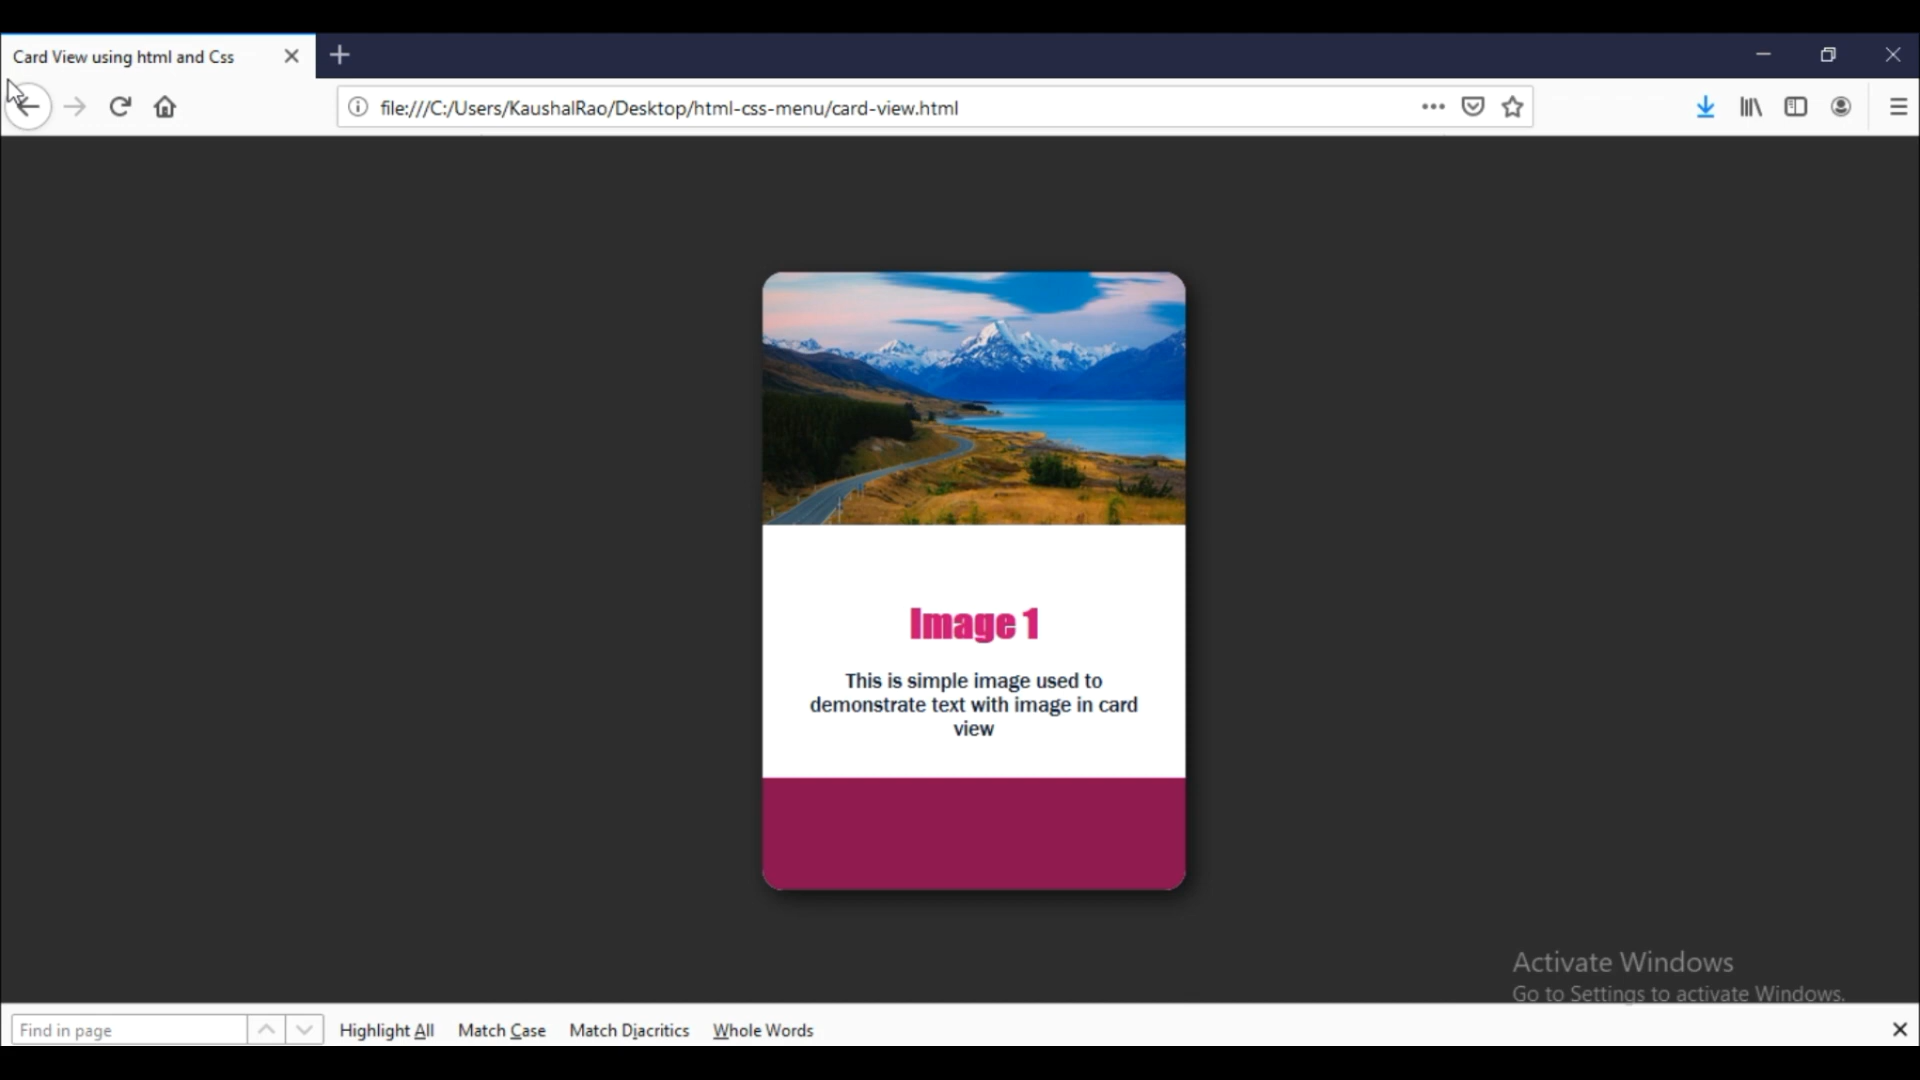 Card View using html and Css
file:///C:/Users/KaushalRao/Desktop/html-css-menu/card-view.html
Image 1
This is simple image used to
demonstrate text with image in card
view
Activate Windows
Go to Settings to activate Windows.
Find in page
Highlight All
Match Case
Match Diacritics
Whole Words